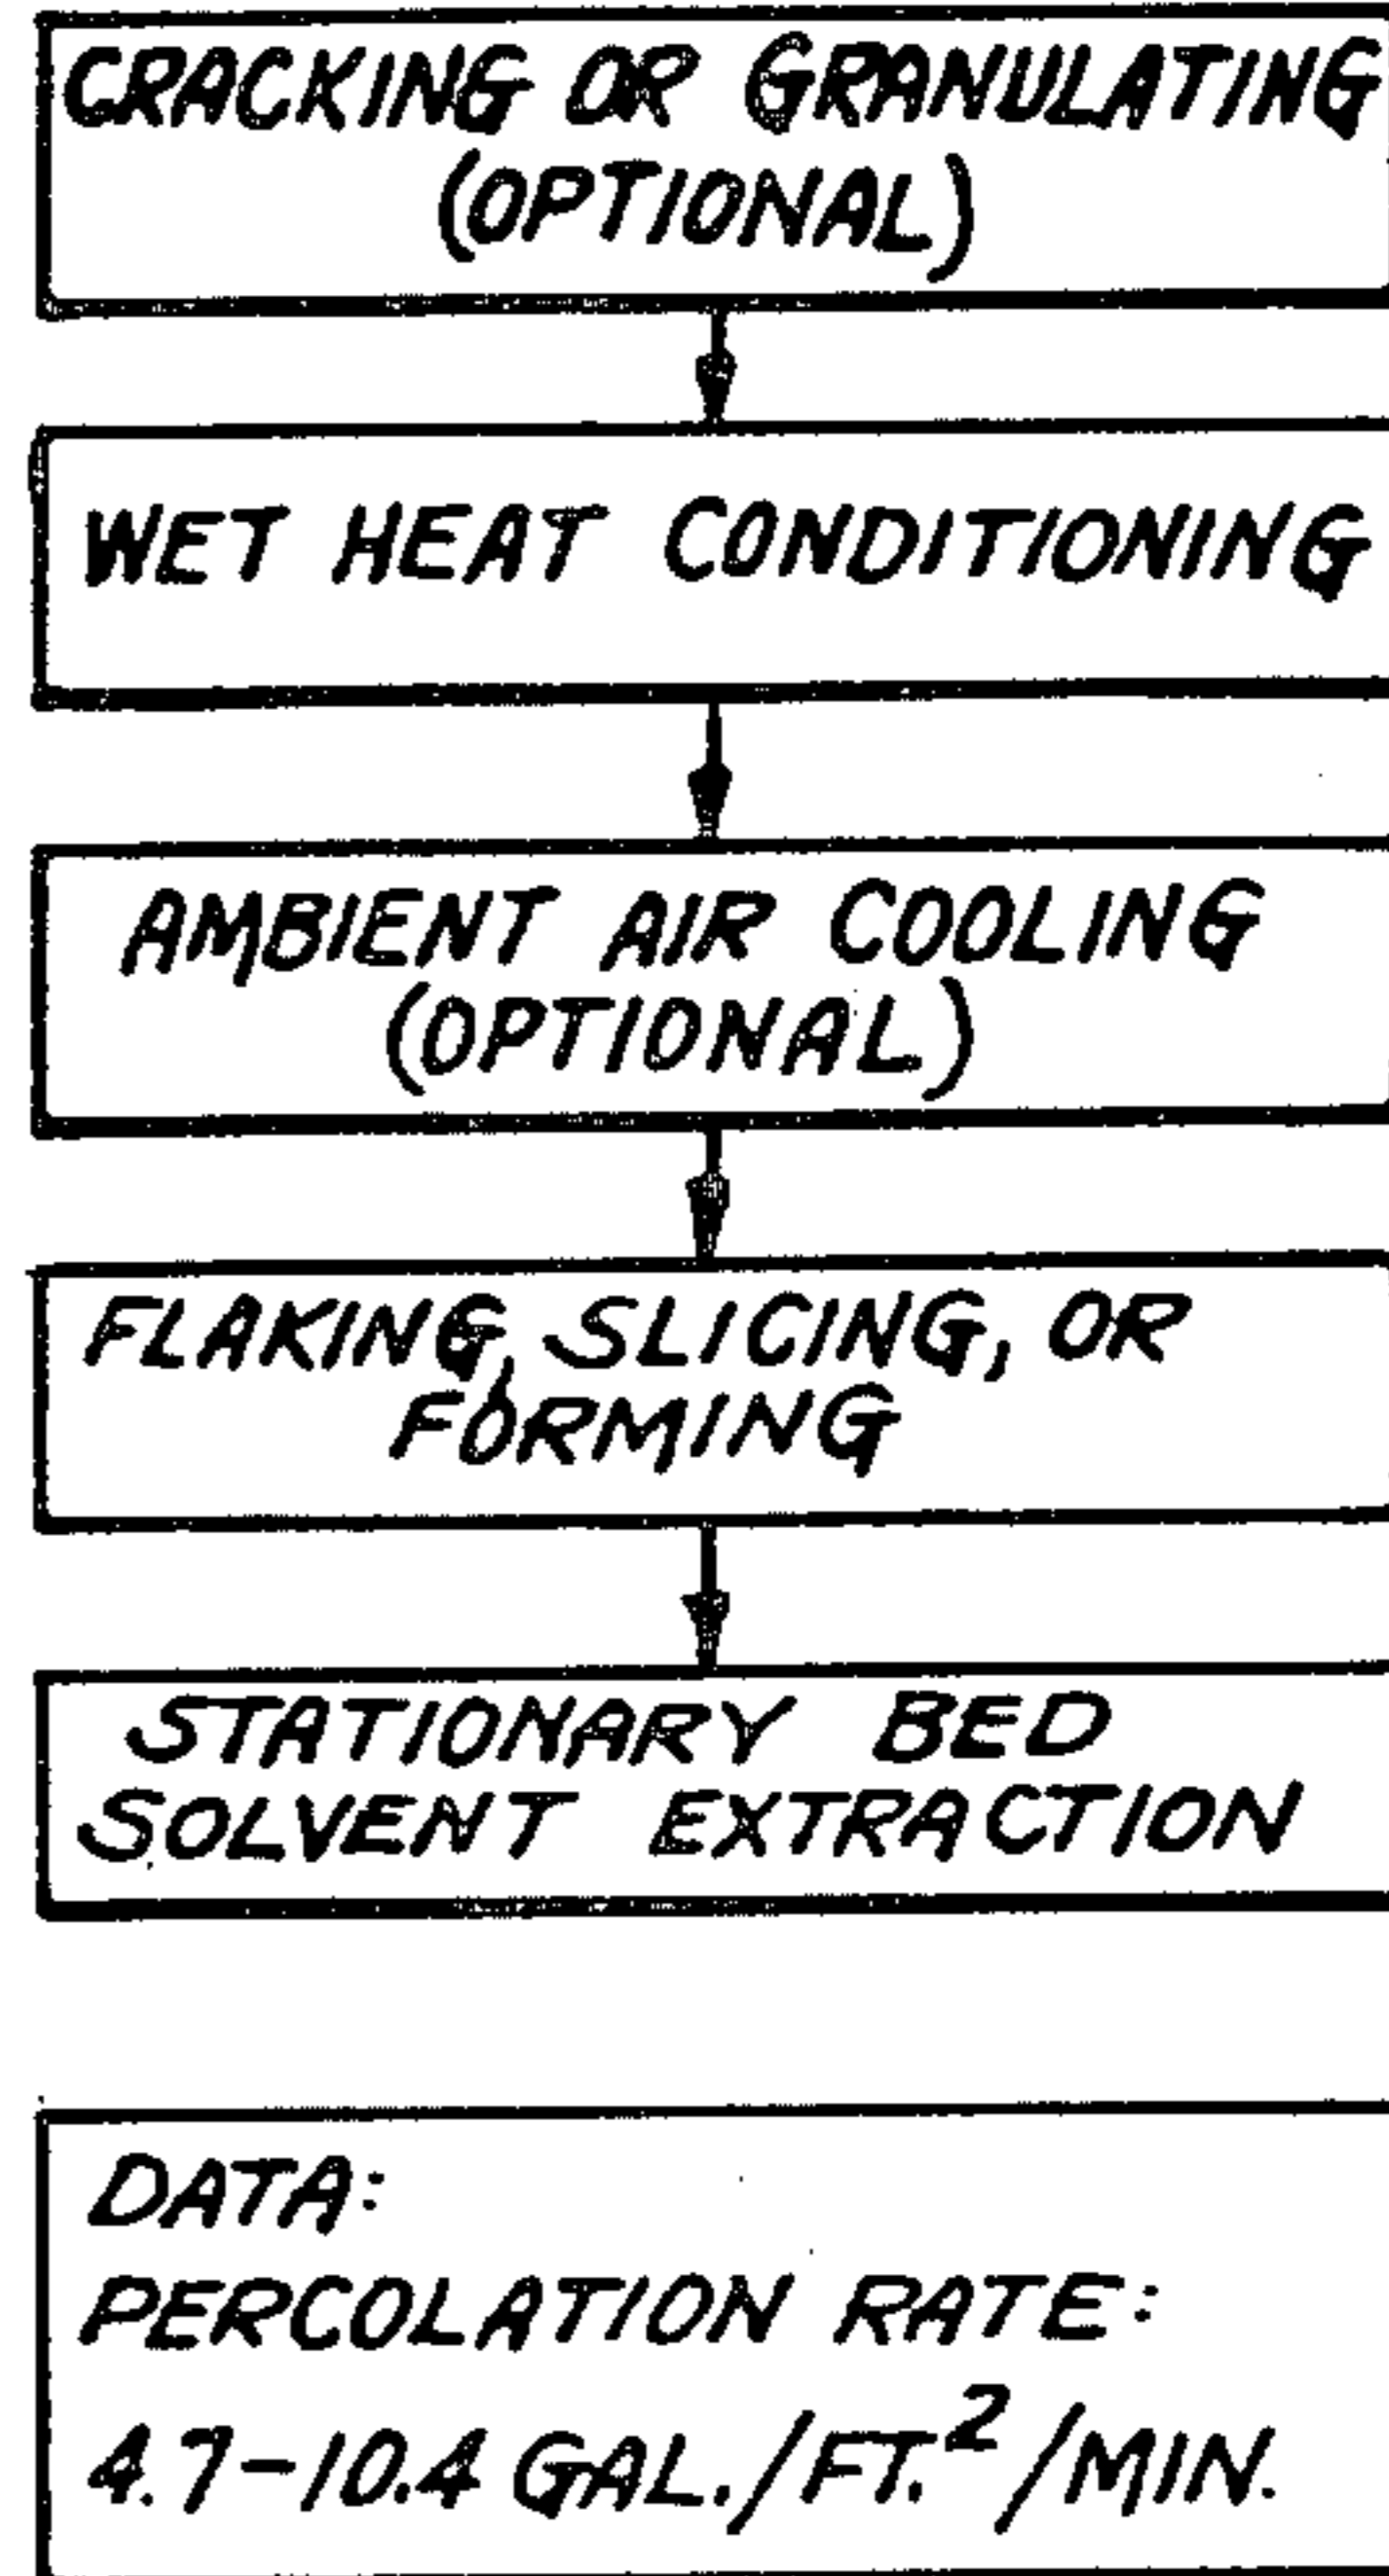 CRACKING OR GRANULATING
(OPTIONAL)
WET HEAT CONDITIONING
AMBIENT AIR COOLING
(OPTIONAL)
FLAKING, SLICING, OR
FORMING
STATIONARY BED
SOLVENT EXTRACTION
DATA:
PERCOLATION RATE:
4.7-10.4 GAL./FT.²/MIN.